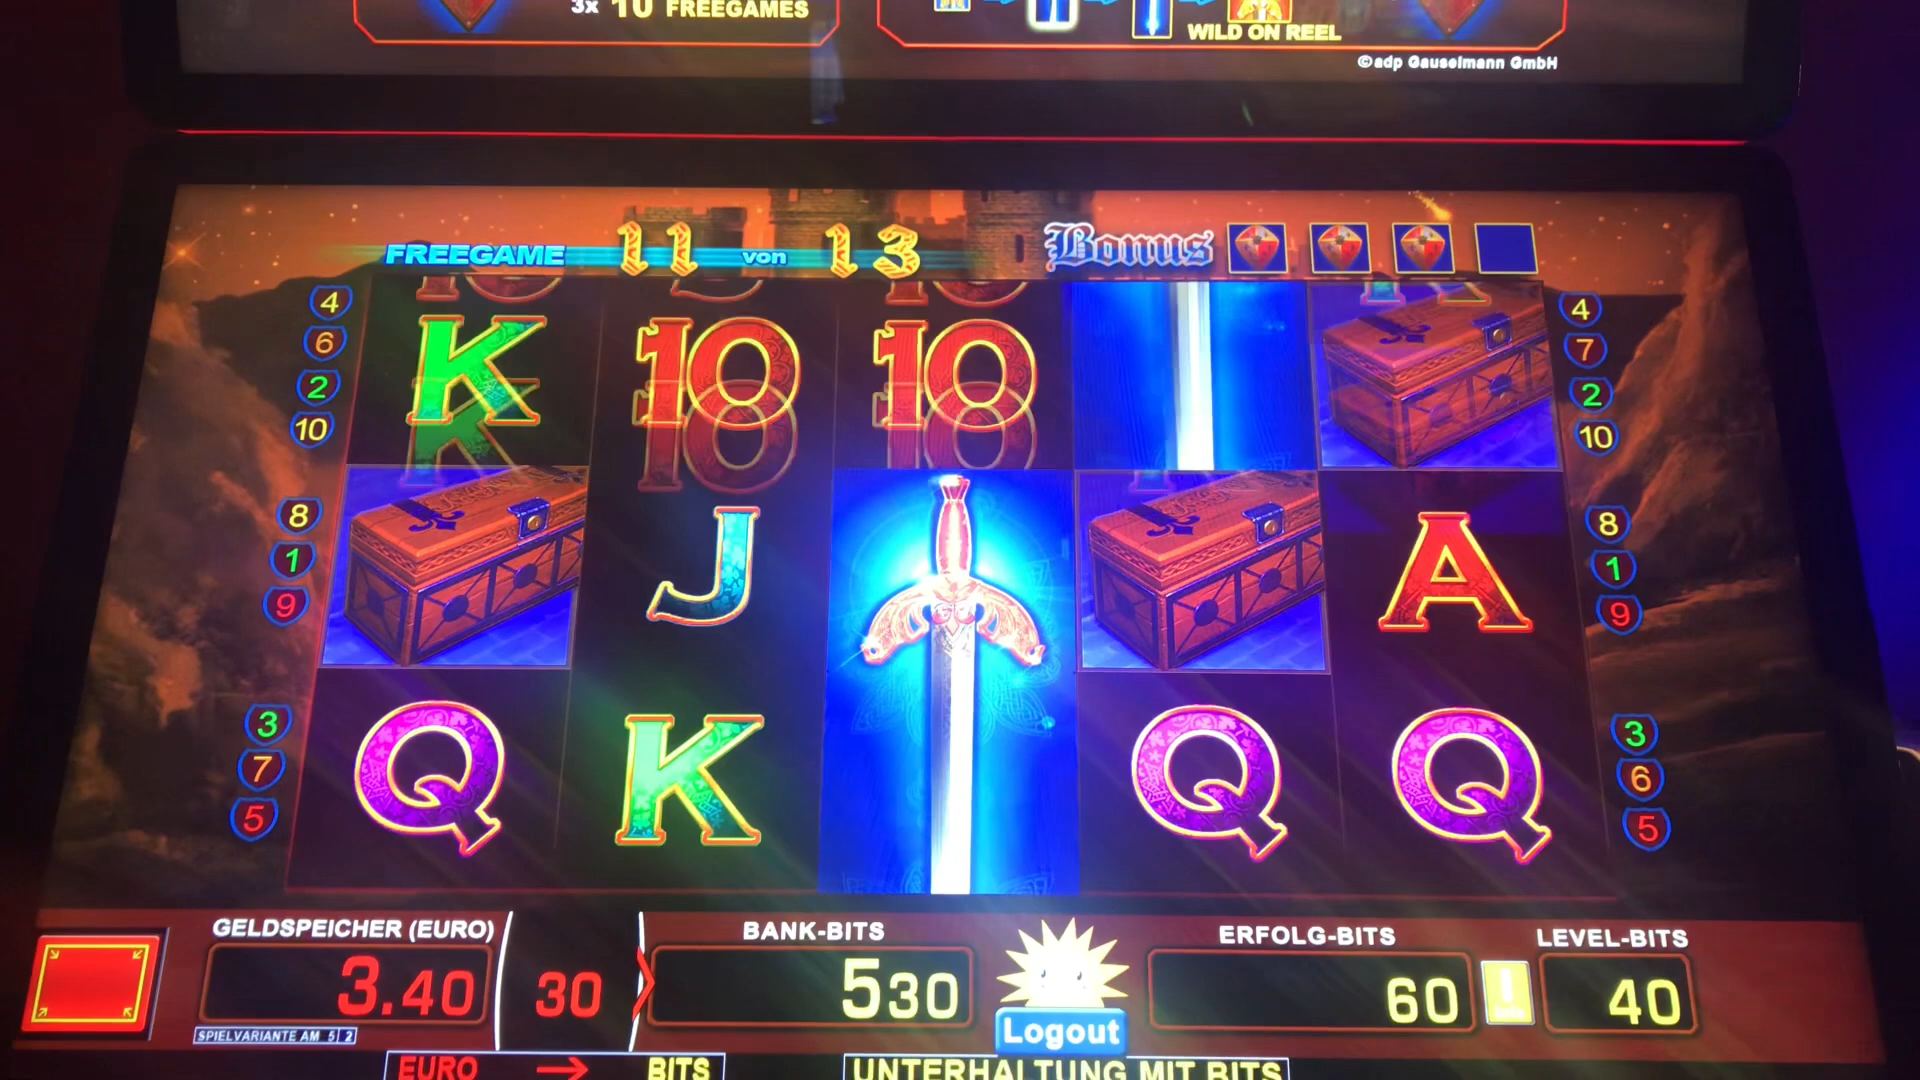 3x 10 FREEGAMES
WILD ON REEL
©adp Gauselmann GmbH
FREEGAME 11 von 13 Bonus
4 4
6 7
2 2
10 10
K 10 10
8 8
1 1
9 9
J A
3 3
7 6
5 5
Q K Q Q
GELDSPEICHER (EURO) BANK-BITS ERFOLG-BITS LEVEL-BITS
3.40 30 530 60 40
Logout
SPIELVARIANTE AM 5 2
EURO → BITS UNTERHALTUNG MIT BITS